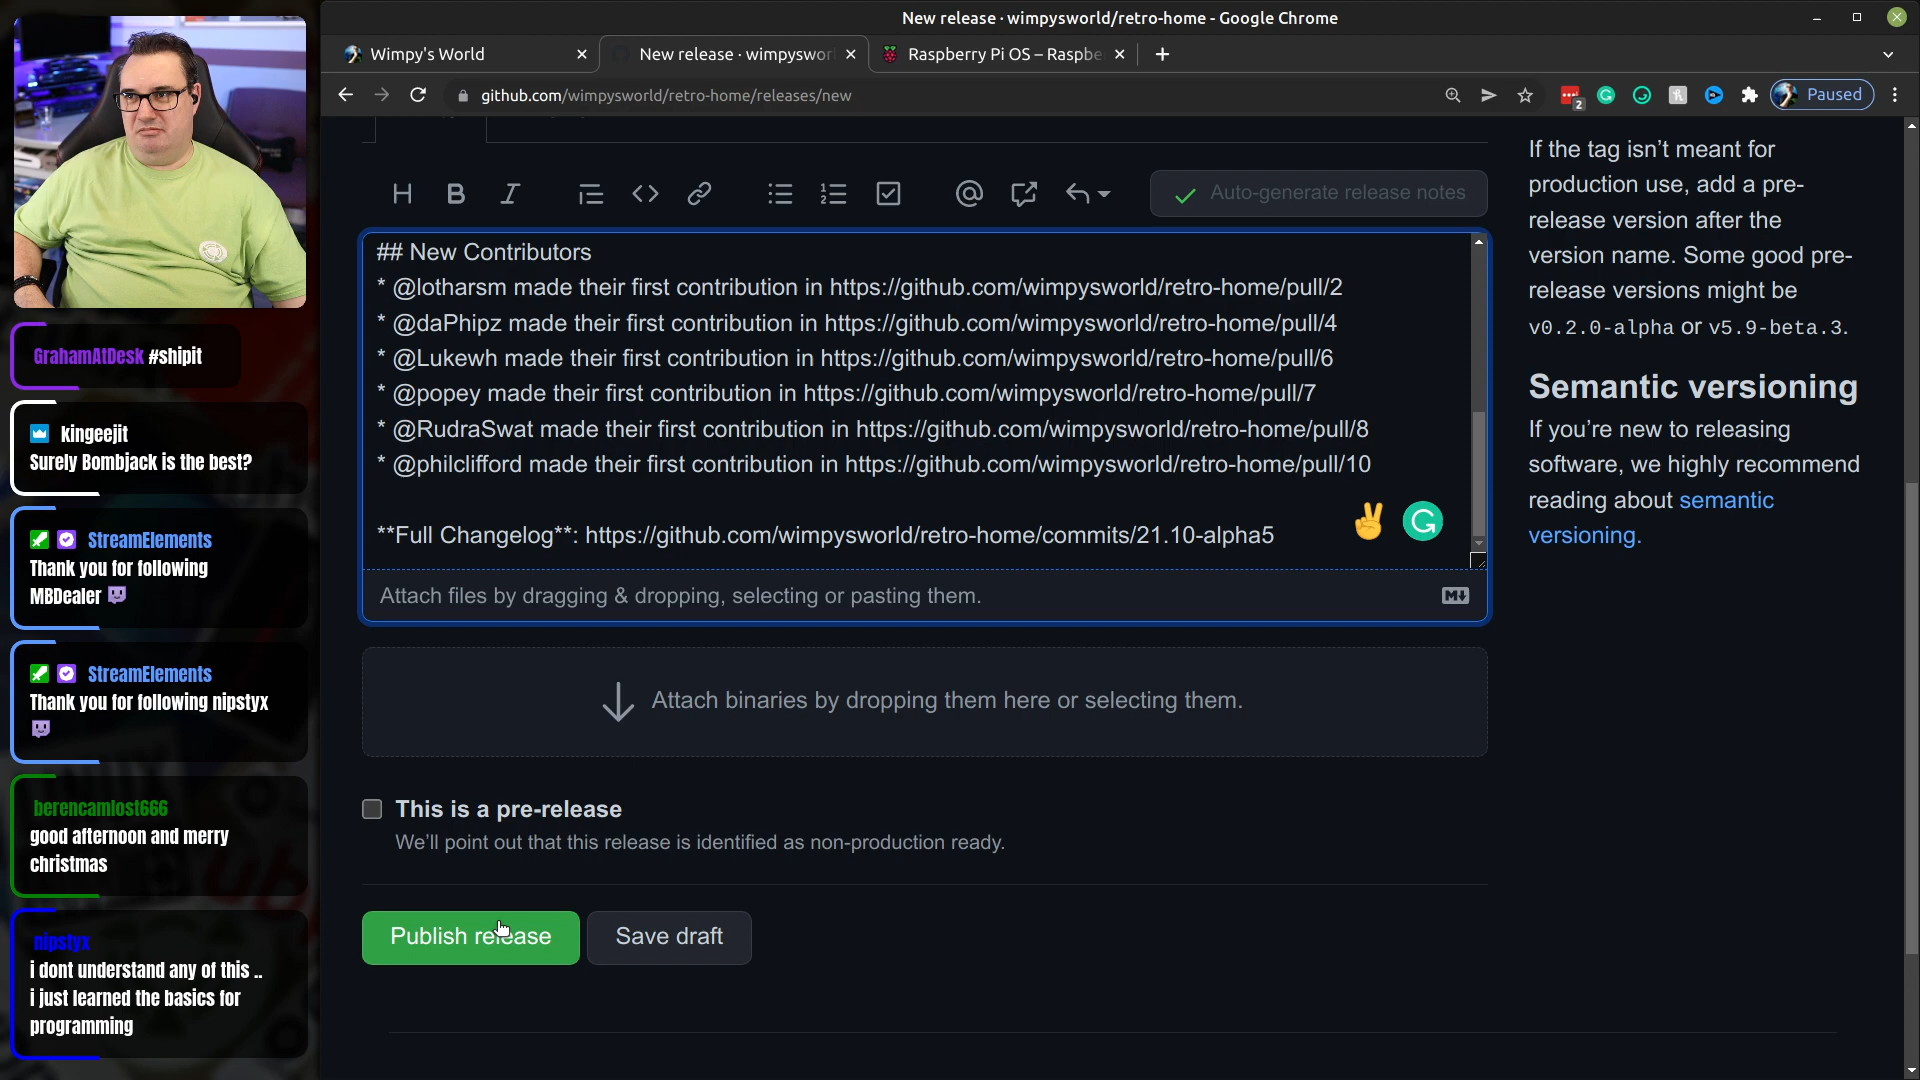 New release · wimpysworld/retro-home - Google Chrome
Wimpy's World
New release · wimpyswor
Raspberry Pi OS – Raspbe
github.com/wimpysworld/retro-home/releases/new
2
Paused
Auto-generate release notes
## New Contributors
* @lotharsm made their first contribution in https://github.com/wimpysworld/retro-home/pull/2
* @daPhipz made their first contribution in https://github.com/wimpysworld/retro-home/pull/4
* @Lukewh made their first contribution in https://github.com/wimpysworld/retro-home/pull/6
* @popey made their first contribution in https://github.com/wimpysworld/retro-home/pull/7
* @RudraSwat made their first contribution in https://github.com/wimpysworld/retro-home/pull/8
* @philclifford made their first contribution in https://github.com/wimpysworld/retro-home/pull/10
**Full Changelog**: https://github.com/wimpysworld/retro-home/commits/21.10-alpha5
Attach files by dragging & dropping, selecting or pasting them.
Attach binaries by dropping them here or selecting them.
This is a pre-release
We'll point out that this release is identified as non-production ready.
Publish release
Save draft
If the tag isn't meant for
production use, add a pre-
release version after the
version name. Some good pre-
release versions might be
v0.2.0-alpha or v5.9-beta.3.
Semantic versioning
If you're new to releasing
software, we highly recommend
reading about semantic
versioning.
GrahamAtDesk #shipit
kingeejit
Surely Bombjack is the best?
StreamElements
Thank you for following
MBDealer
StreamElements
Thank you for following nipstyx
berencamlost666
good afternoon and merry
christmas
nipstyx
i dont understand any of this ..
i just learned the basics for
programming